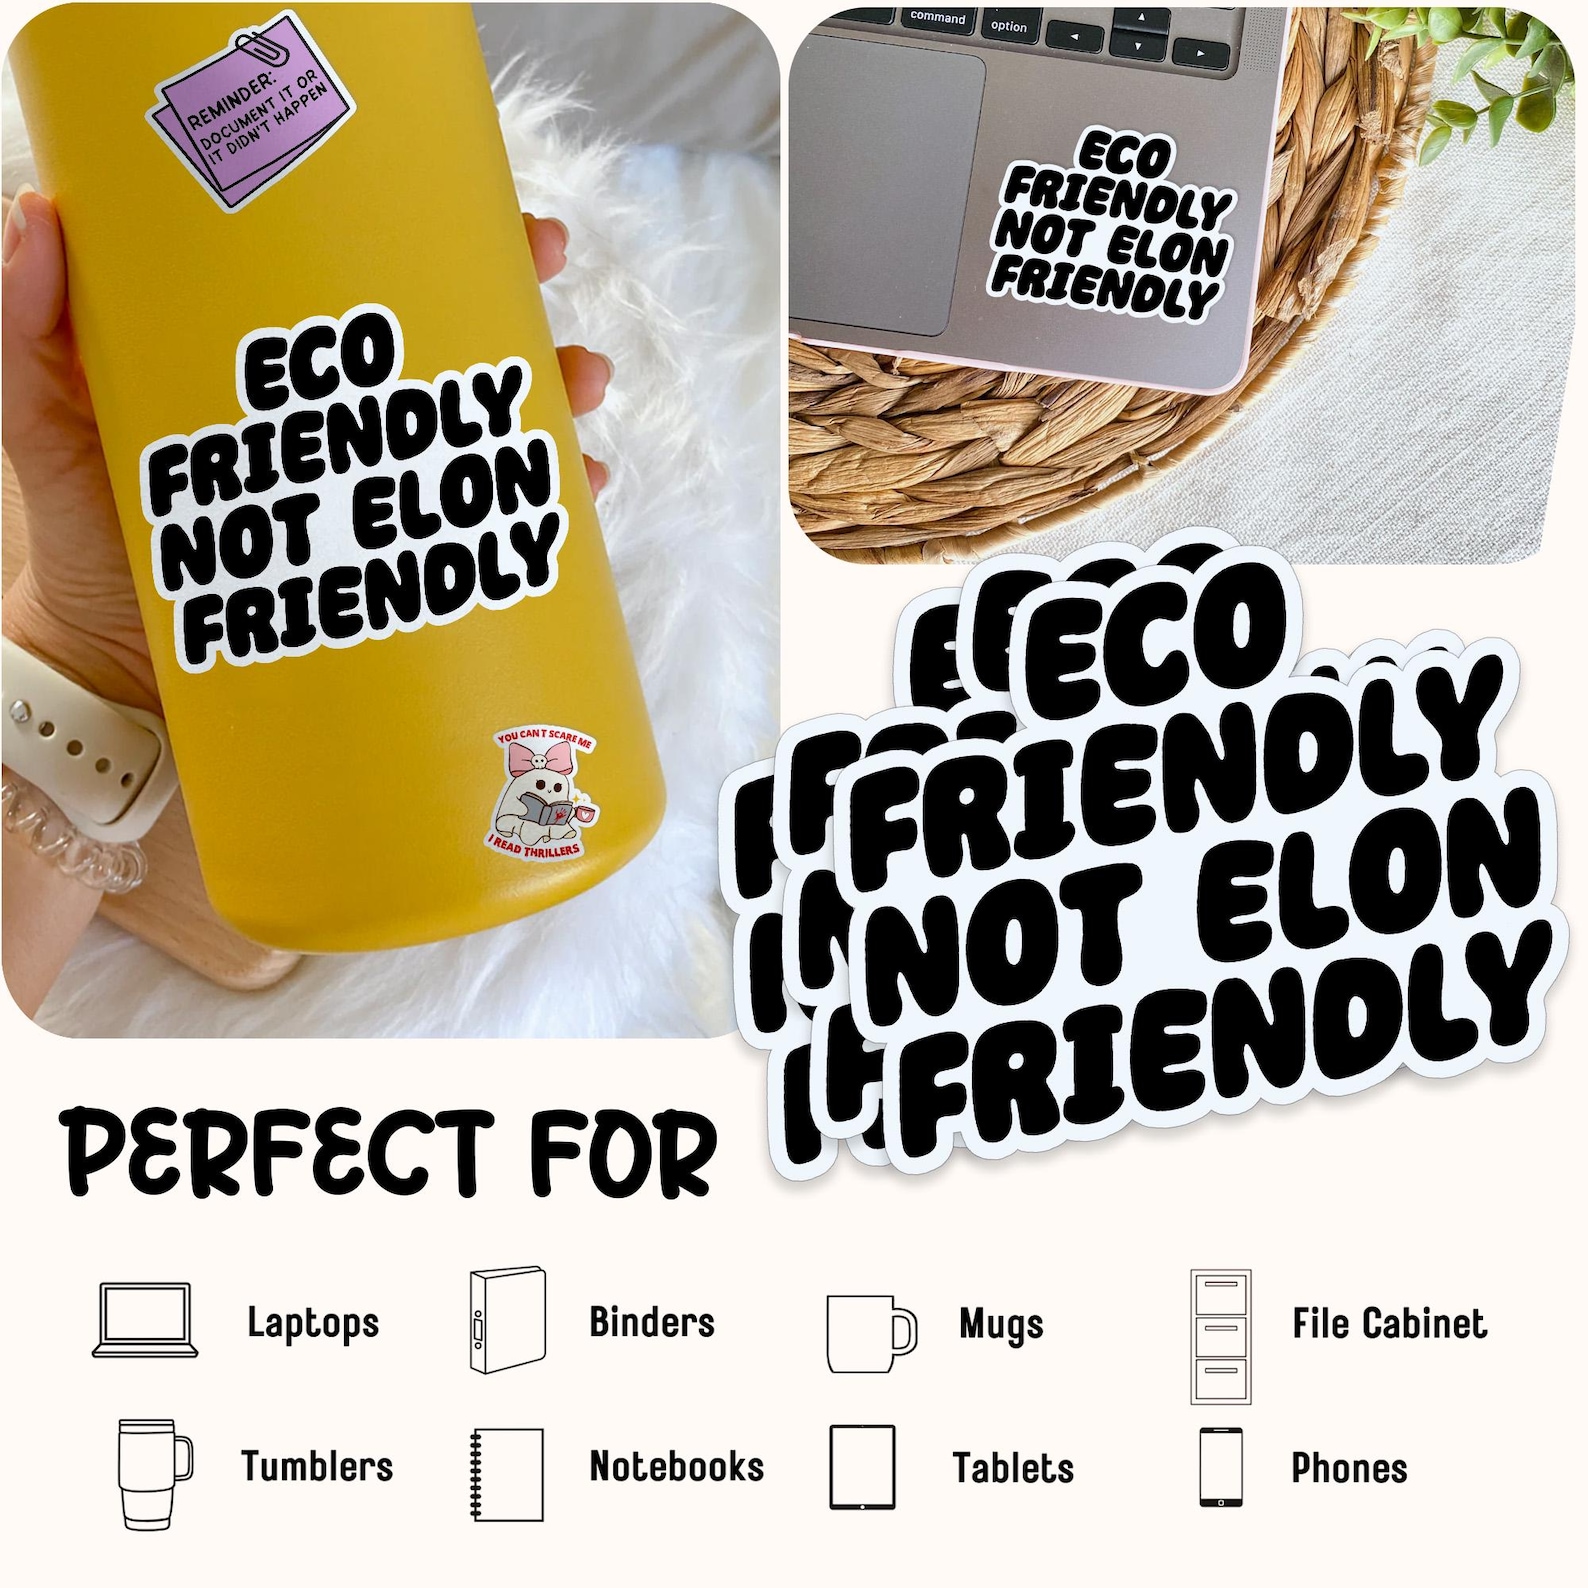 REMINDER:
DOCUMENT IT OR
IT DIDN'T HAPPEN
ECO
FRIENDLY
NOT ELON
FRIENDLY
YOU CAN'T SCARE ME
I READ THRILLERS
command
option
ECO
FRIENDLY
NOT ELON
FRIENDLY
ECO
FRIENDLY
NOT ELON
FRIENDLY
PERFECT FOR
Laptops
Binders
Mugs
File Cabinet
Tumblers
Notebooks
Tablets
Phones